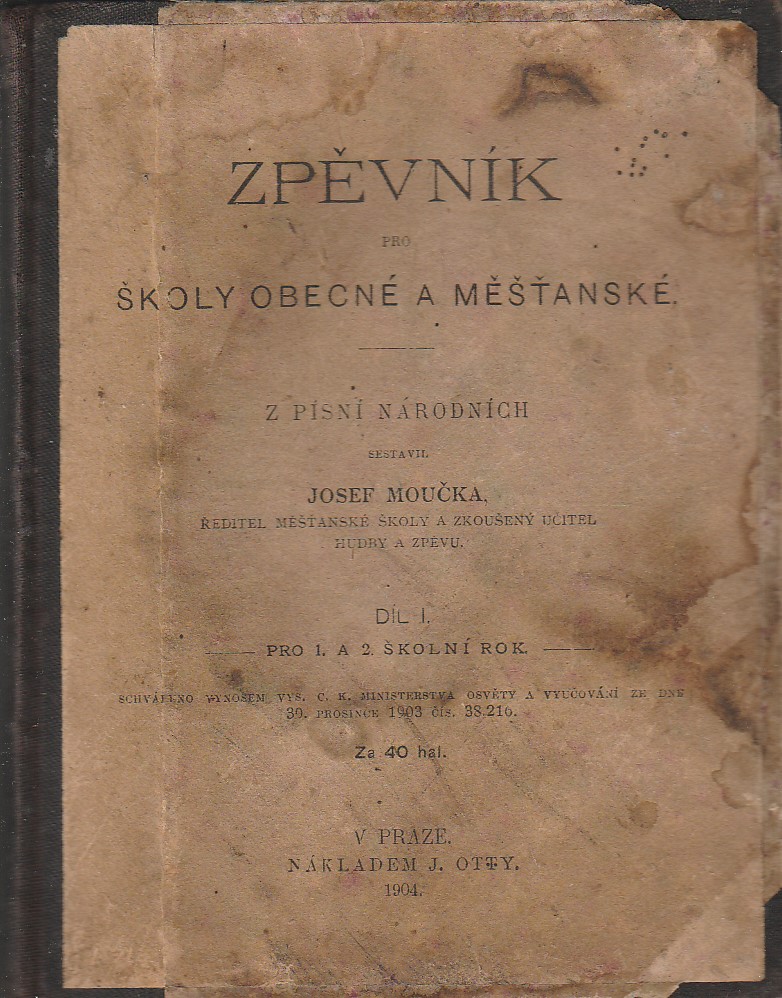 ZPĚVNÍK
PRO
ŠKOLY OBECNÉ A MĚŠŤANSKÉ.
Z PÍSNÍ NÁRODNÍCH
SESTAVIL
JOSEF MOUČKA,
ŘEDITEL MĚŠŤANSKÉ ŠKOLY A ZKOUŠENÝ UČITEL
HUDBY A ZPĚVU.
DÍL I.
PRO 1. A 2. ŠKOLNÍ ROK.
SCHVÁLENO VÝNOSEM VYS. C. K. MINISTERSTVA OSVĚTY A VYUČOVÁNÍ ZE DNE
30. PROSINCE 1903 ČÍS. 38.216.
Za 40 hal.
V PRAZE.
NÁKLADEM J. OTTY.
1904.